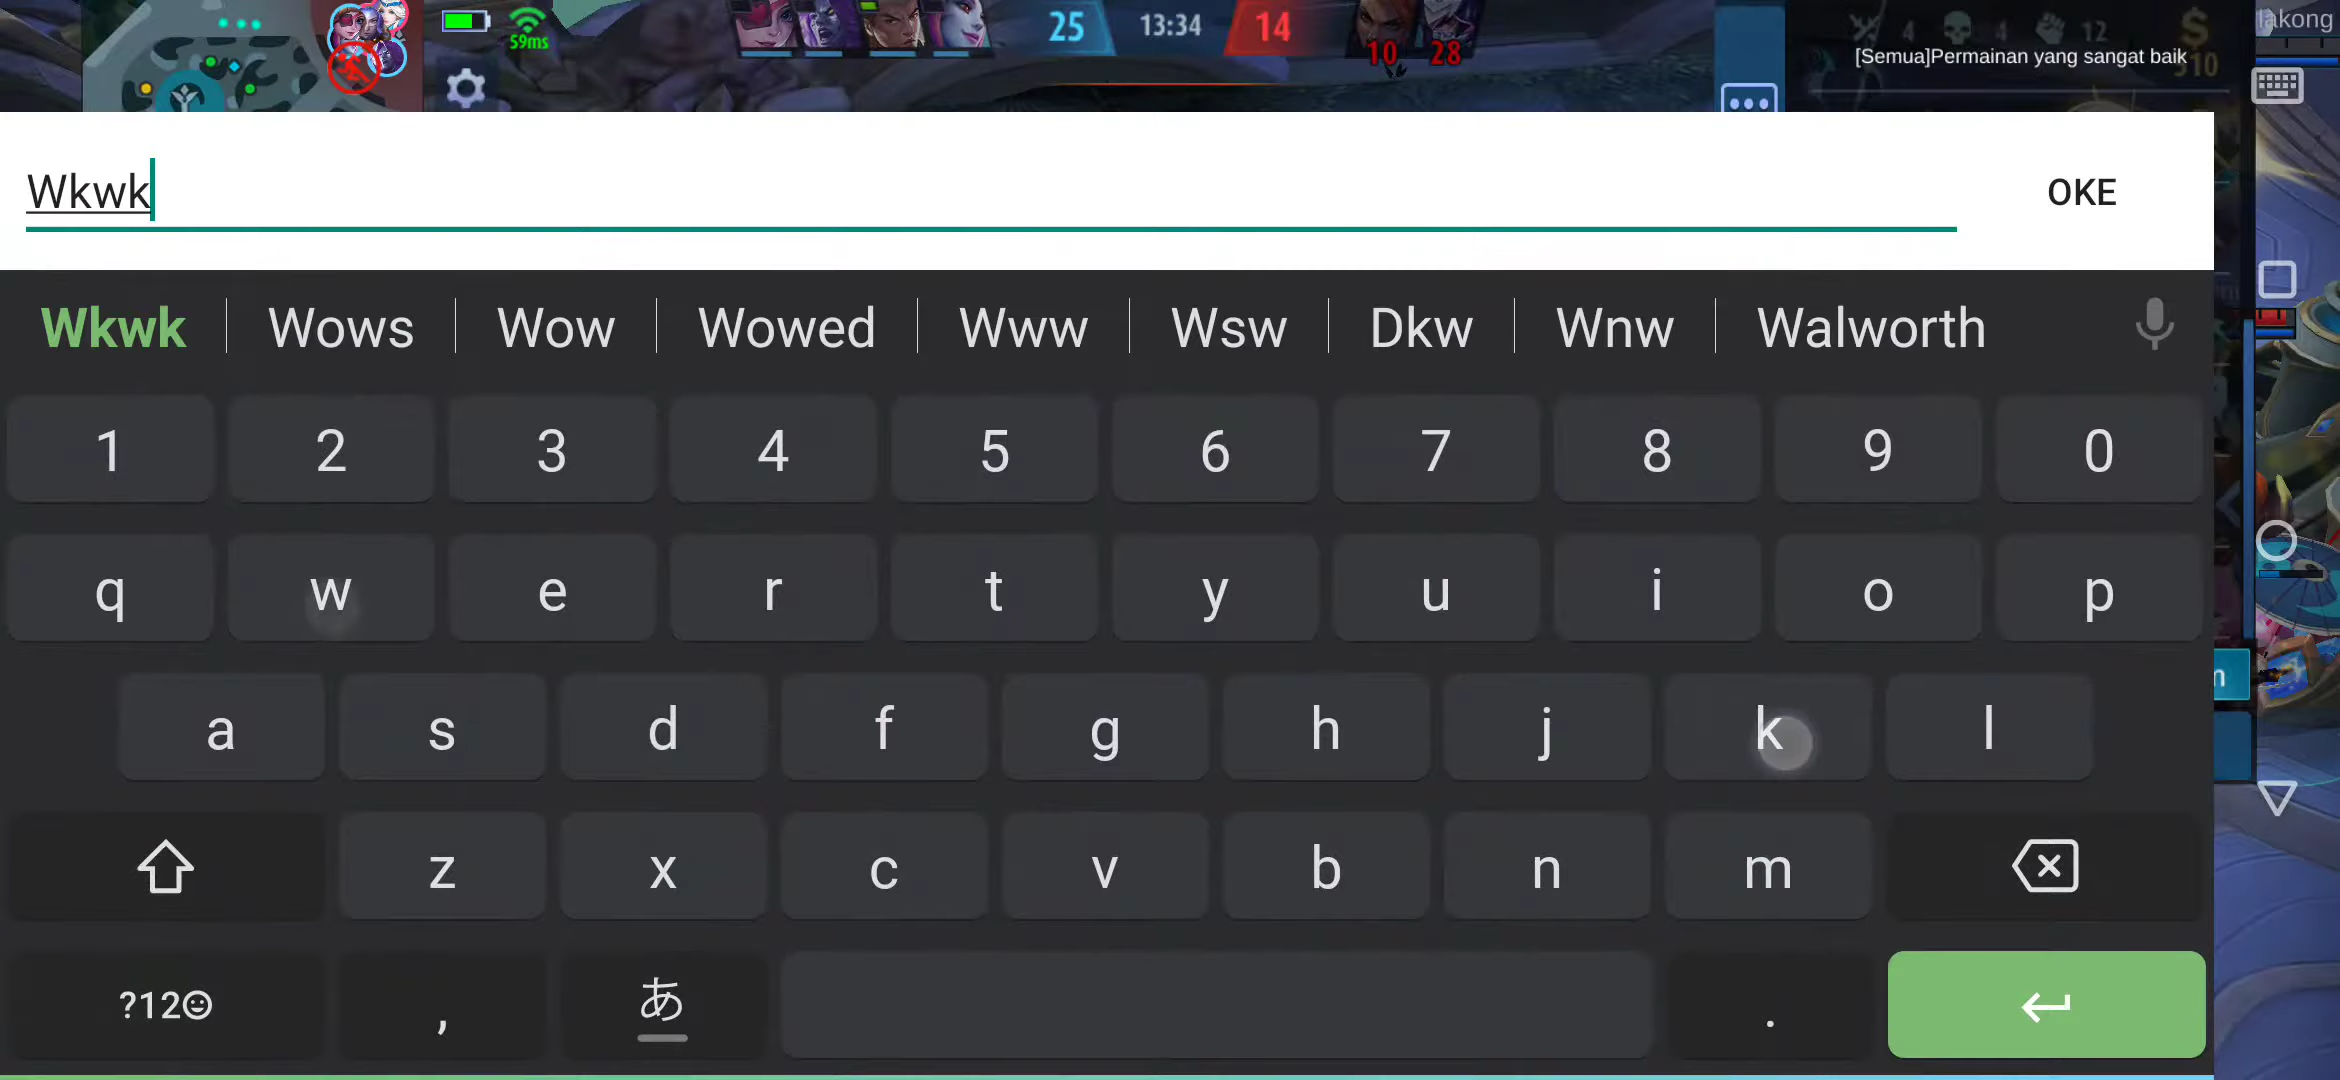 59ms
25 13:34 14
10 28
4 4 12
[Semua]Permainan yang sangat baik
310
lakong
Wkwk
OKE
Wkwk Wows Wow Wowed Www Wsw Dkw Wnw Walworth
1 2 3 4 5 6 7 8 9 0
q w e r t y u i o p
a s d f g h j k l
z x c v b n m
?12☺ , あ .